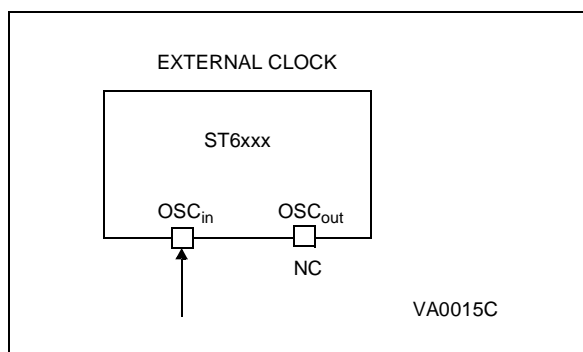 EXTERNAL CLOCK
ST6xxx
OSCin OSCout
NC
VA0015C